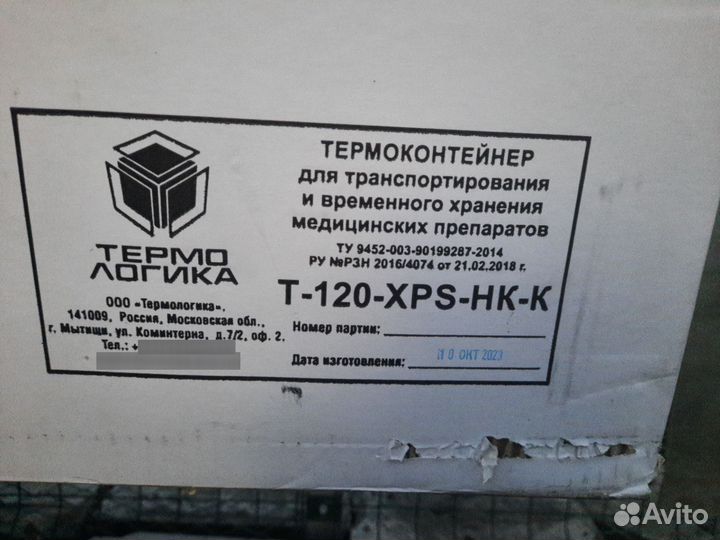 ТЕРМО
ЛОГИКА
ООО «Термологика»,
141009, Россия, Московская обл.,
г. Мытищи, ул. Коминтерна, д.7/2, оф. 2.
Тел.: +
ТЕРМОКОНТЕЙНЕР
для транспортирования
и временного хранения
медицинских препаратов
ТУ 9452-003-90199287-2014
РУ №РЗН 2016/4074 от 21.02.2018 г.
Т-120-XPS-НК-К
Номер партии:
Дата изготовления: 10 ОКТ 2023
Avito